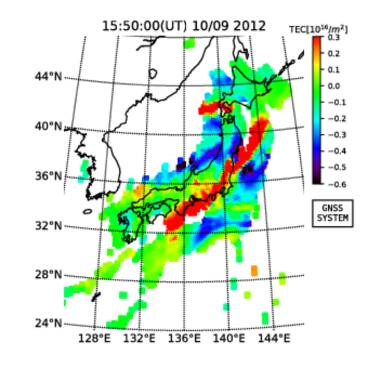 15:50:00(UT) 10/09 2012
TEC[10¹⁶/m²]
0.3
0.2
0.1
0.0
−0.1
−0.2
−0.3
−0.4
−0.5
−0.6
GNSS
SYSTEM
44°N
40°N
36°N
32°N
28°N
24°N
128°E 132°E 136°E 140°E 144°E